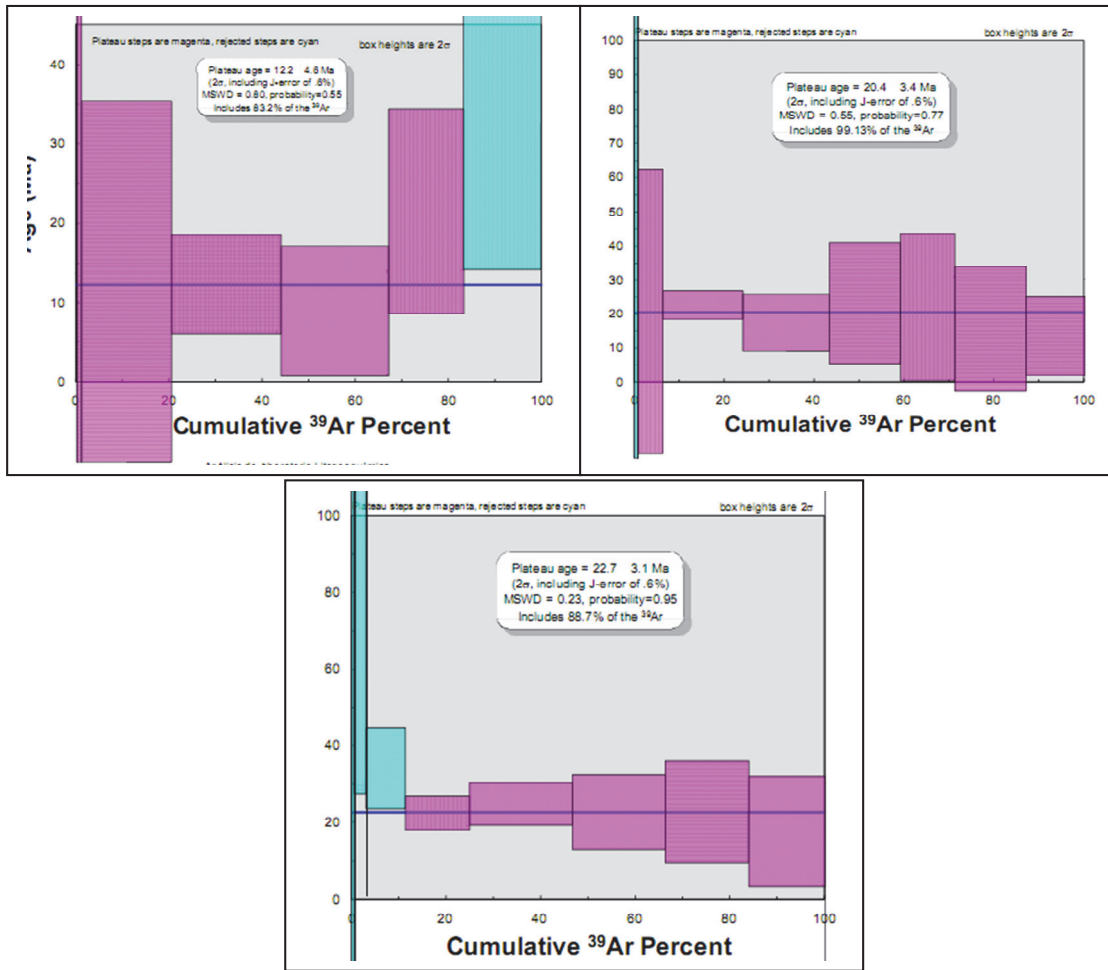 Plateau steps are magenta, rejected steps are cyan
box heights are 2σ
Plateau age = 12.2 4.6 Ma
(2σ, including J-error of .6%)
MSWD = 0.80, probability=0.55
Includes 83.2% of the ³⁹Ar
40
30
20
10
0
0 20 40 60 80 100
Cumulative ³⁹Ar Percent
Plateau steps are magenta, rejected steps are cyan
box heights are 2σ
Plateau age = 20.4 3.4 Ma
(2σ, including J-error of .6%)
MSWD = 0.55, probability=0.77
Includes 99.13% of the ³⁹Ar
100
90
80
70
60
50
40
30
20
10
0
0 20 40 60 80 100
Cumulative ³⁹Ar Percent
Plateau steps are magenta, rejected steps are cyan
box heights are 2σ
Plateau age = 22.7 3.1 Ma
(2σ, including J-error of .6%)
MSWD = 0.23, probability=0.95
Includes 88.7% of the ³⁹Ar
100
80
60
40
20
0
0 20 40 60 80 100
Cumulative ³⁹Ar Percent